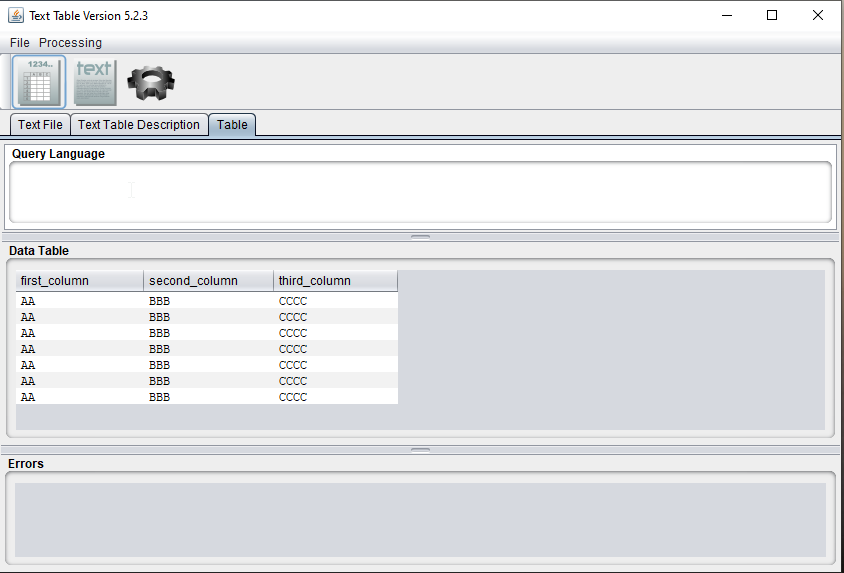 Text Table Version 5.2.3
File Processing
1234..
text
Text File Text Table Description Table
Query Language
Data Table
first_column second_column third_column
AA BBB CCCC
AA BBB CCCC
AA BBB CCCC
AA BBB CCCC
AA BBB CCCC
AA BBB CCCC
AA BBB CCCC
Errors